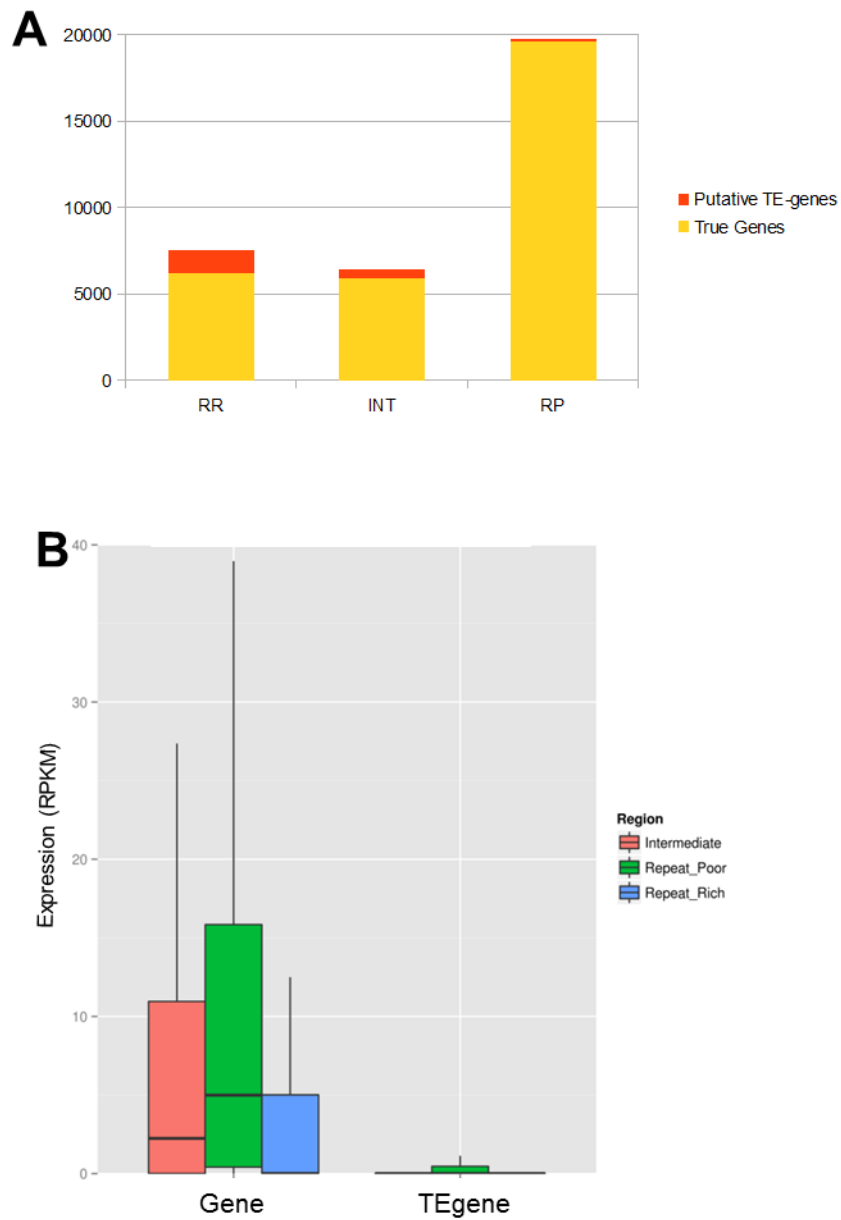 A
20000
15000
10000
5000
0
RR INT RP
Putative TE-genes
True Genes
B
40
30
20
10
0
Expression (RPKM)
Gene TEgene
Region
Intermediate
Repeat_Poor
Repeat_Rich